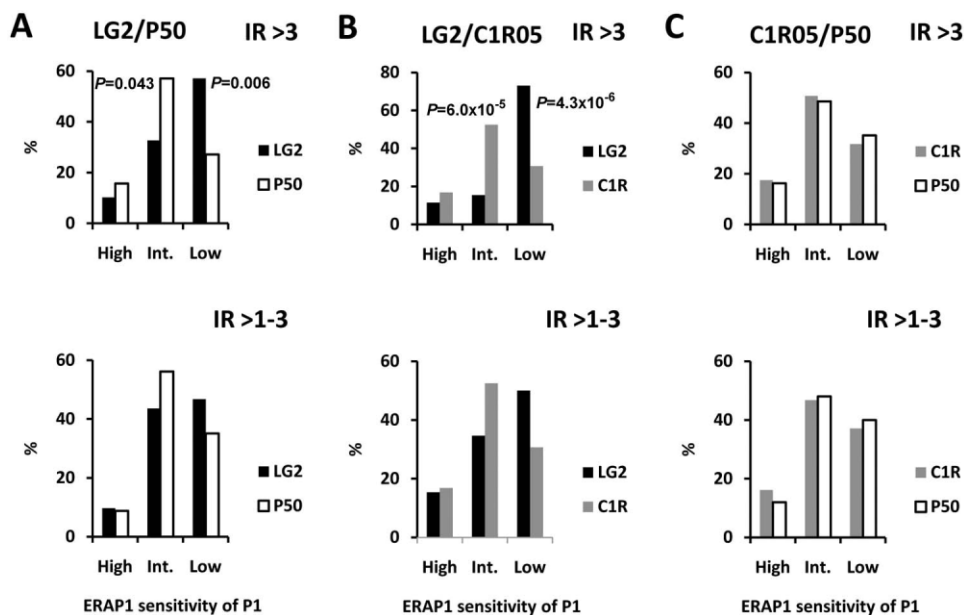 A LG2/P50 IR >3
60
40
20
0
%
P=0.043
P=0.006
High Int. Low
LG2
P50
B LG2/C1R05 IR >3
80
60
40
20
0
%
P=6.0x10-5
P=4.3x10-6
High Int. Low
LG2
C1R
C C1R05/P50 IR >3
60
40
20
0
%
High Int. Low
C1R
P50
IR >1-3
60
40
20
0
%
High Int. Low
LG2
P50
ERAP1 sensitivity of P1
IR >1-3
60
40
20
0
%
High Int. Low
LG2
C1R
ERAP1 sensitivity of P1
IR >1-3
60
40
20
0
%
High Int. Low
C1R
P50
ERAP1 sensitivity of P1